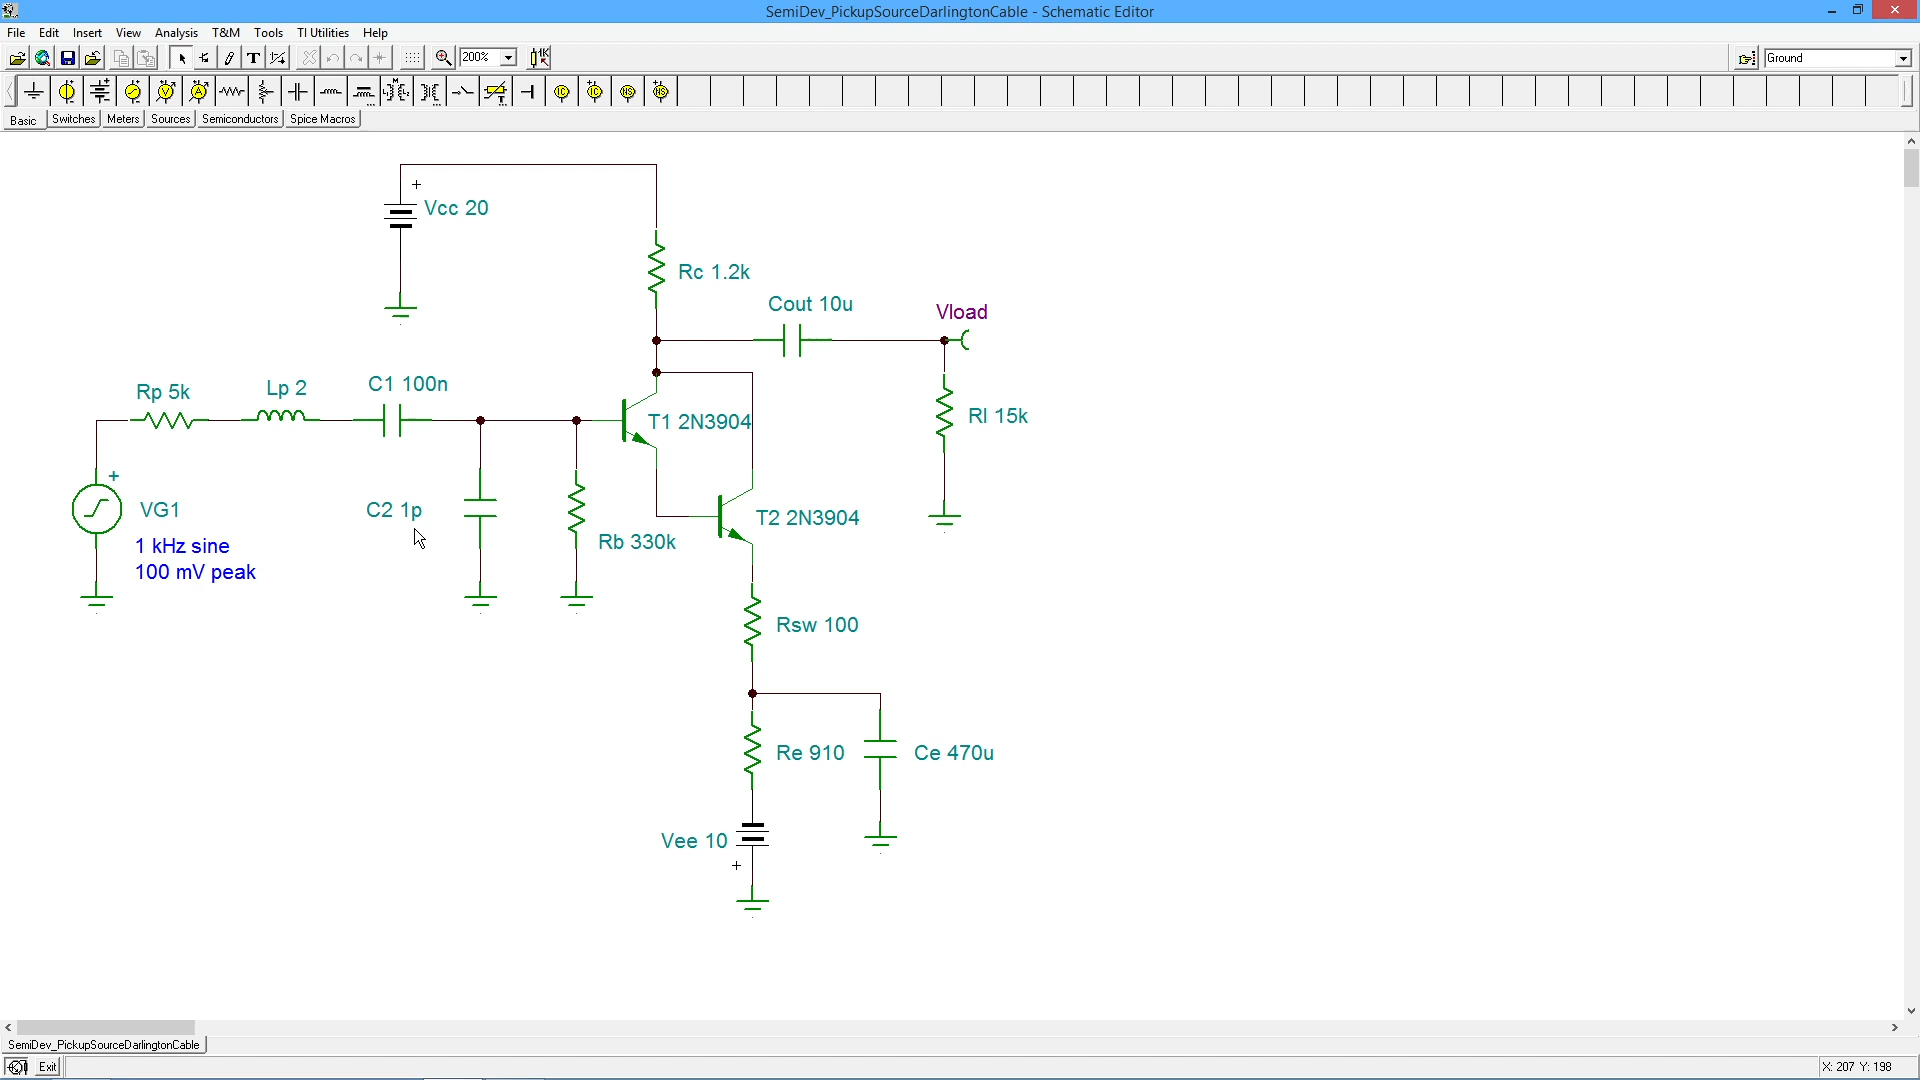 SemiDev_PickupSourceDarlingtonCable - Schematic Editor
File Edit Insert View Analysis T&M Tools TI Utilities Help
200%
Ground
Basic Switches Meters Sources Semiconductors Spice Macros
+
Vcc 20
Rc 1.2k
Cout 10u
Vload
Rp 5k
Lp 2
C1 100n
T1 2N3904
Rl 15k
+
VG1
1 kHz sine
100 mV peak
C2 1p
Rb 330k
T2 2N3904
Rsw 100
Re 910
Ce 470u
Vee 10
+
SemiDev_PickupSourceDarlingtonCable
Exit
X: 207 Y: 198